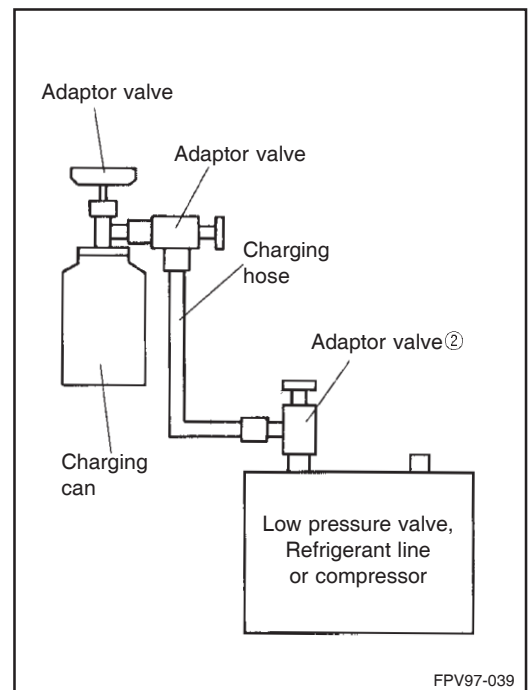 Adaptor valve
Adaptor valve
Charging
hose
Adaptor valve②
Charging
can
Low pressure valve,
Refrigerant line
or compressor
FPV97-039